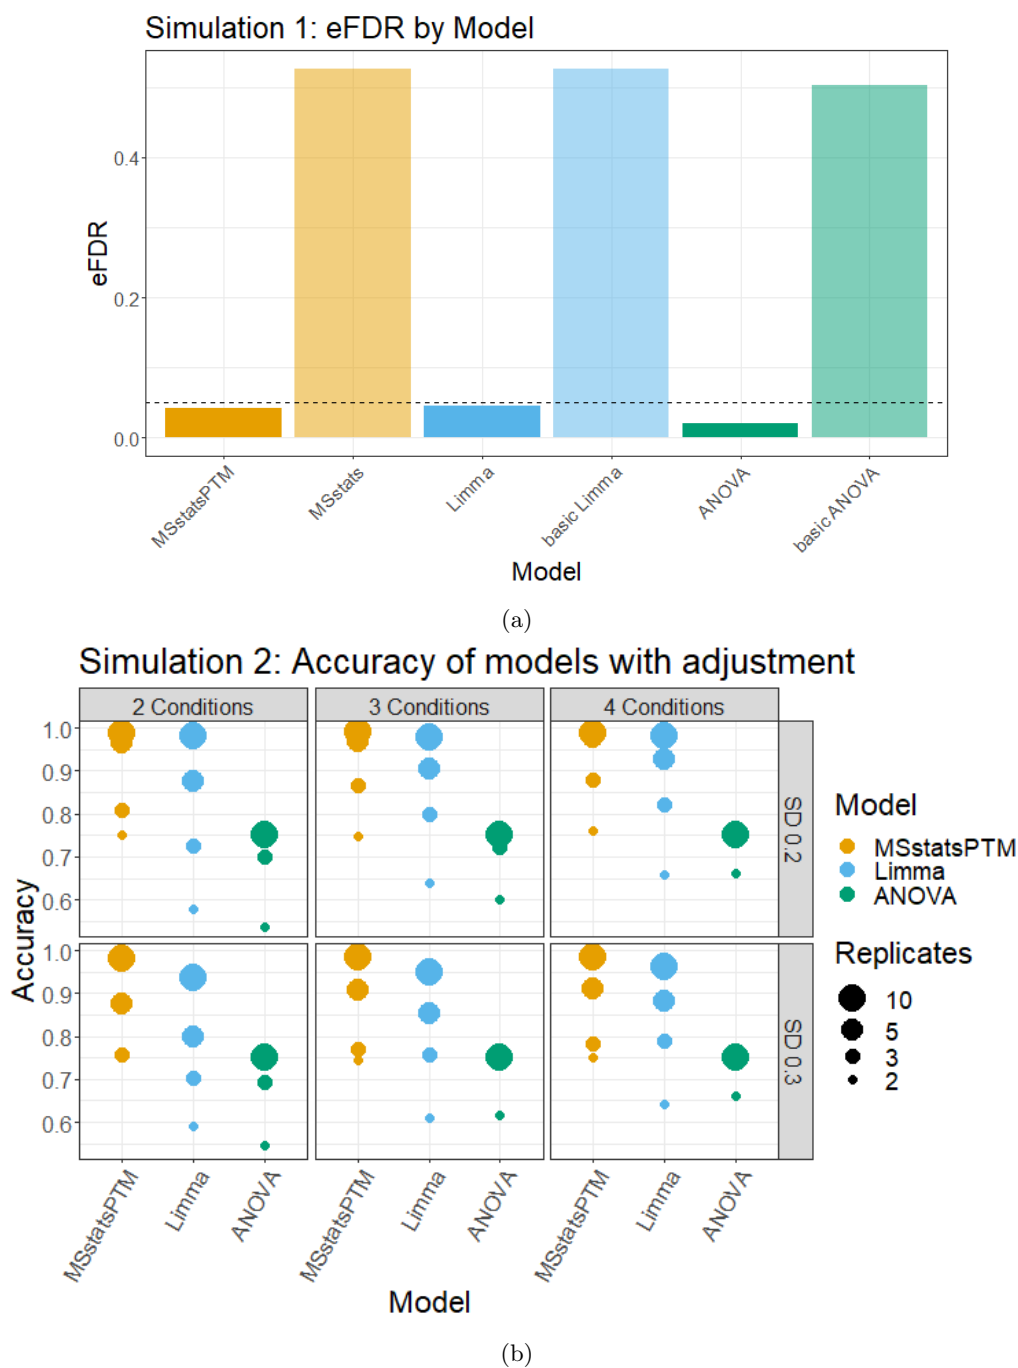 Simulation 1: eFDR by Model
eFDR
0.4
0.2
0.0
MSstatsPTM
MSstats
Limma
basic Limma
ANOVA
basic ANOVA
Model
(a)
Simulation 2: Accuracy of models with adjustment
2 Conditions
3 Conditions
4 Conditions
Accuracy
1.0
0.9
0.8
0.7
0.6
SD 0.2
1.0
0.9
0.8
0.7
0.6
SD 0.3
MSstatsPTM
Limma
ANOVA
MSstatsPTM
Limma
ANOVA
MSstatsPTM
Limma
ANOVA
Model
Model
MSstatsPTM
Limma
ANOVA
Replicates
10
5
3
2
(b)